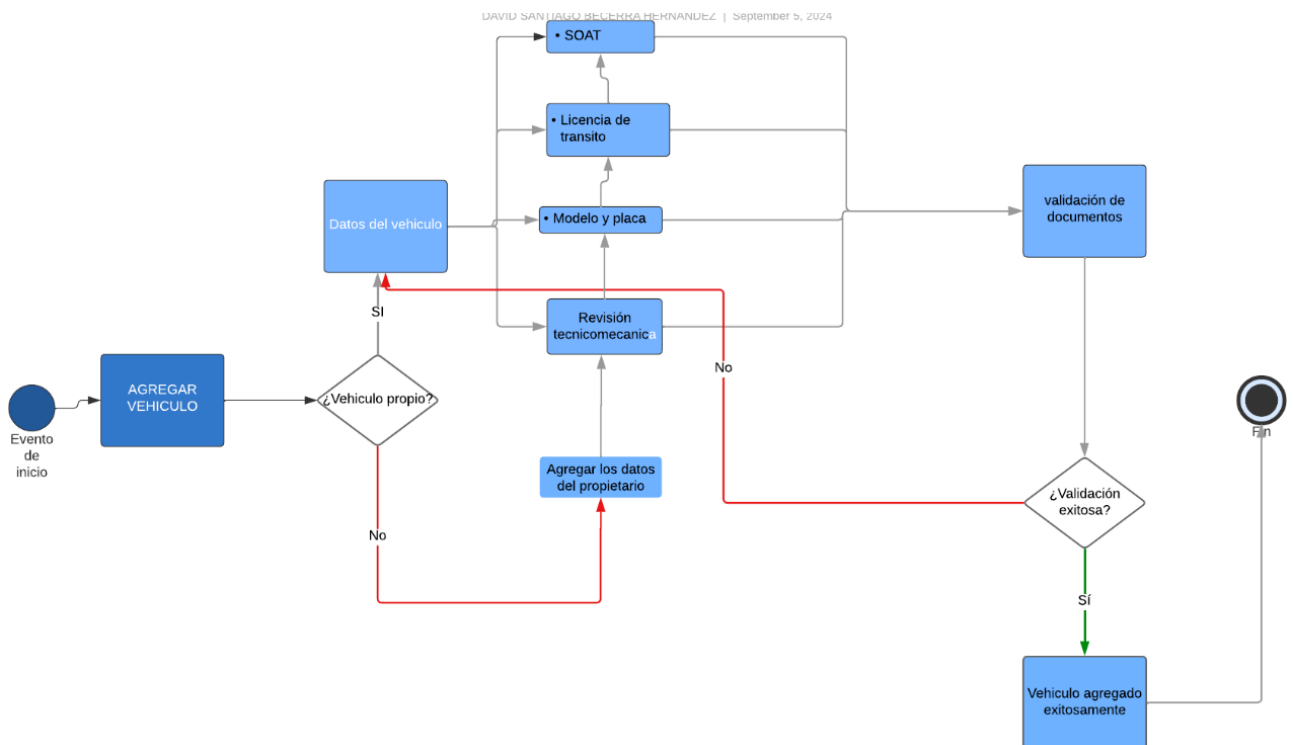 DAVID SANTIAGO BECERRA HERNANDEZ | September 5, 2024
• SOAT
• Licencia de
transito
Datos del vehiculo
• Modelo y placa
validación de
documentos
SI
Revisión
tecnicomecanica
No
AGREGAR
VEHICULO
¿Vehiculo propio?
Evento
de
inicio
Fin
Agregar los datos
del propietario
¿Validación
exitosa?
No
Sí
Vehiculo agregado
exitosamente